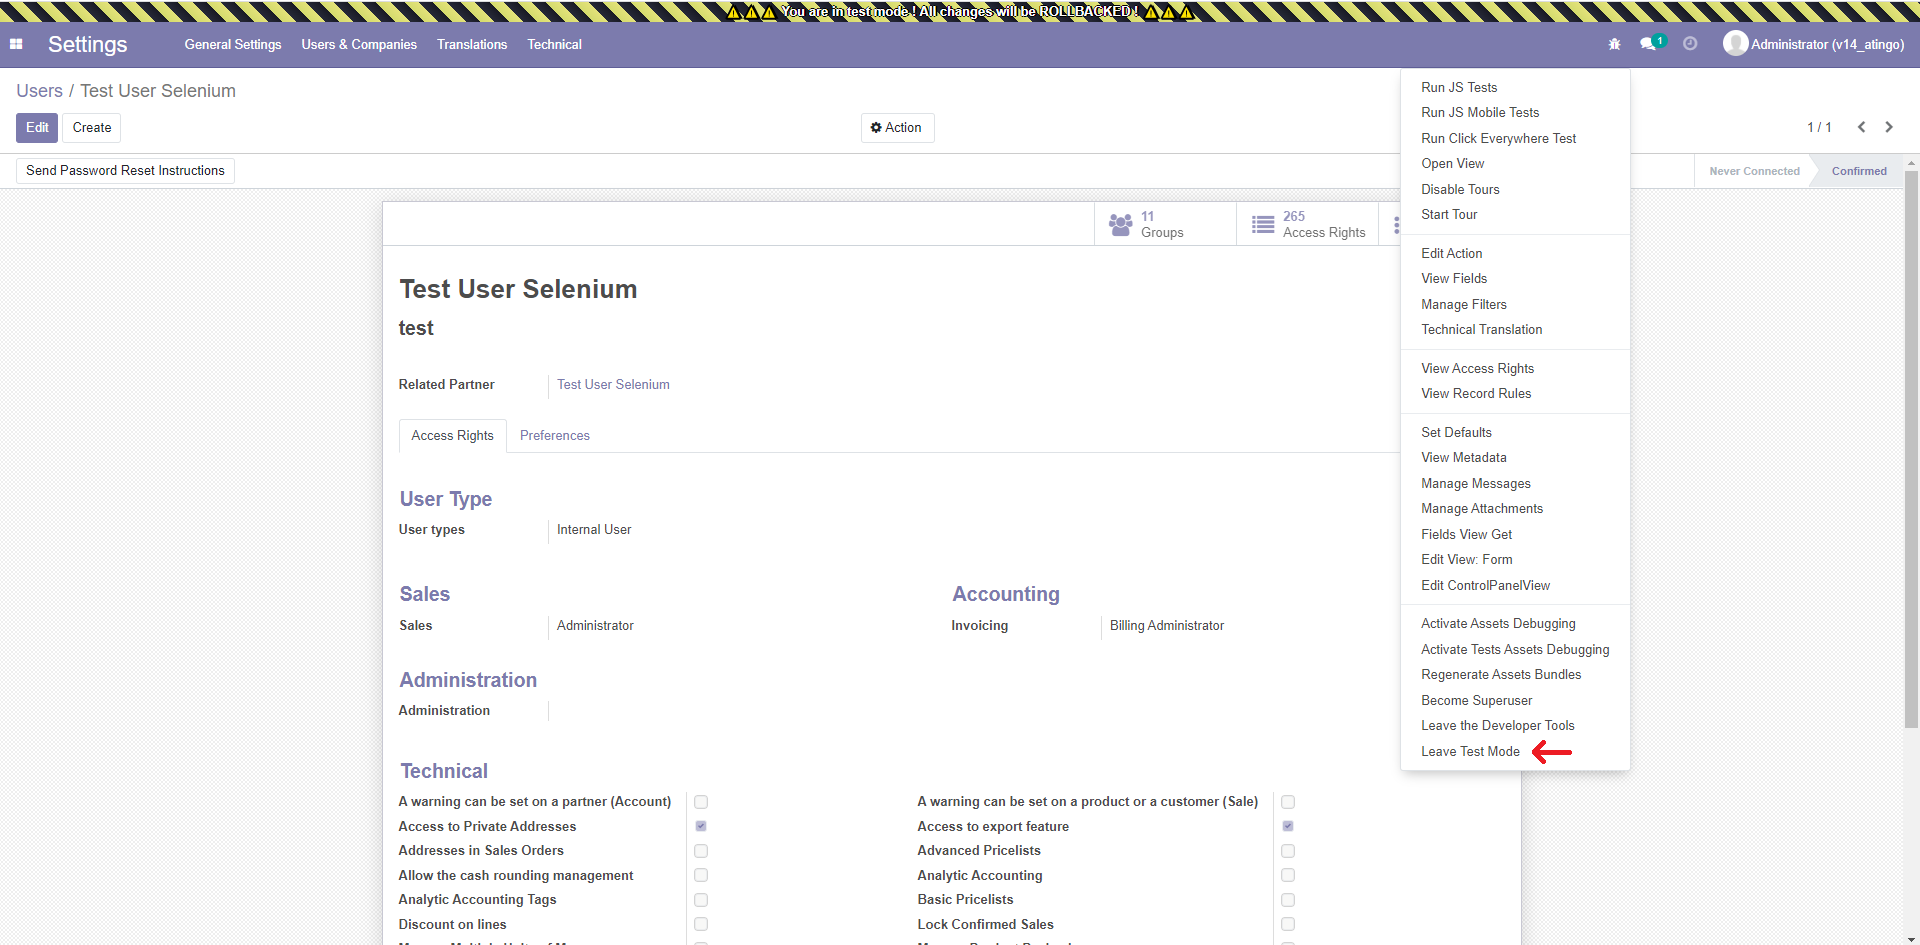 You are in test mode ! All changes will be ROLLBACKED !
Settings
General Settings
Users & Companies
Translations
Technical
1
Administrator (v14_atingo)
Users / Test User Selenium
Edit
Create
Action
1 / 1
Send Password Reset Instructions
Never Connected
Confirmed
11
Groups
265
Access Rights
Test User Selenium
test
Related Partner
Test User Selenium
Access Rights
Preferences
User Type
User types
Internal User
Sales
Sales
Administrator
Accounting
Invoicing
Billing Administrator
Administration
Administration
Technical
A warning can be set on a partner (Account)
A warning can be set on a product or a customer (Sale)
Access to Private Addresses
Access to export feature
Addresses in Sales Orders
Advanced Pricelists
Allow the cash rounding management
Analytic Accounting
Analytic Accounting Tags
Basic Pricelists
Discount on lines
Lock Confirmed Sales
Run JS Tests
Run JS Mobile Tests
Run Click Everywhere Test
Open View
Disable Tours
Start Tour
Edit Action
View Fields
Manage Filters
Technical Translation
View Access Rights
View Record Rules
Set Defaults
View Metadata
Manage Messages
Manage Attachments
Fields View Get
Edit View: Form
Edit ControlPanelView
Activate Assets Debugging
Activate Tests Assets Debugging
Regenerate Assets Bundles
Become Superuser
Leave the Developer Tools
Leave Test Mode